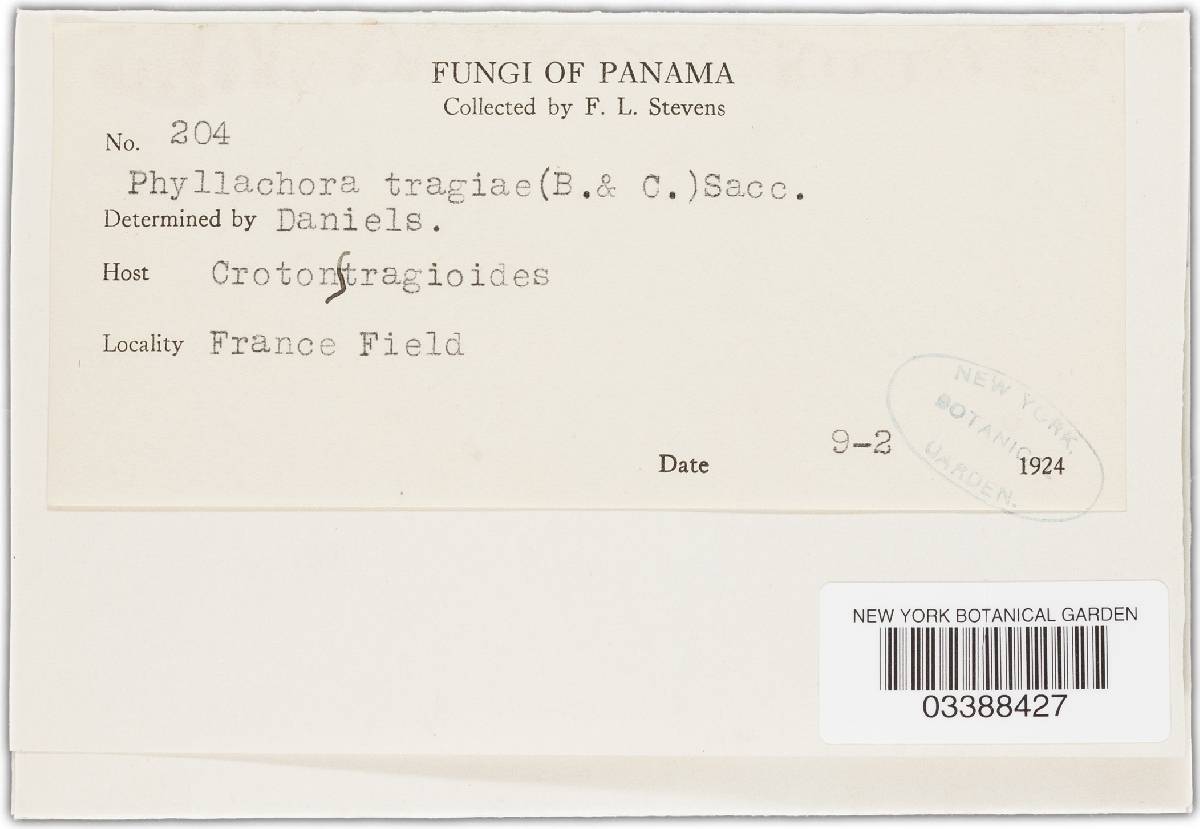 FUNGI OF PANAMA
Collected by F. L. Stevens
No. 204
Phyllachora tragiae(B.& C.)Sacc.
Determined by Daniels.
Host Croton tragioides
Locality France Field
Date 9-2 1924
NEW YORK
BOTANICAL
GARDEN.
NEW YORK BOTANICAL GARDEN
03388427